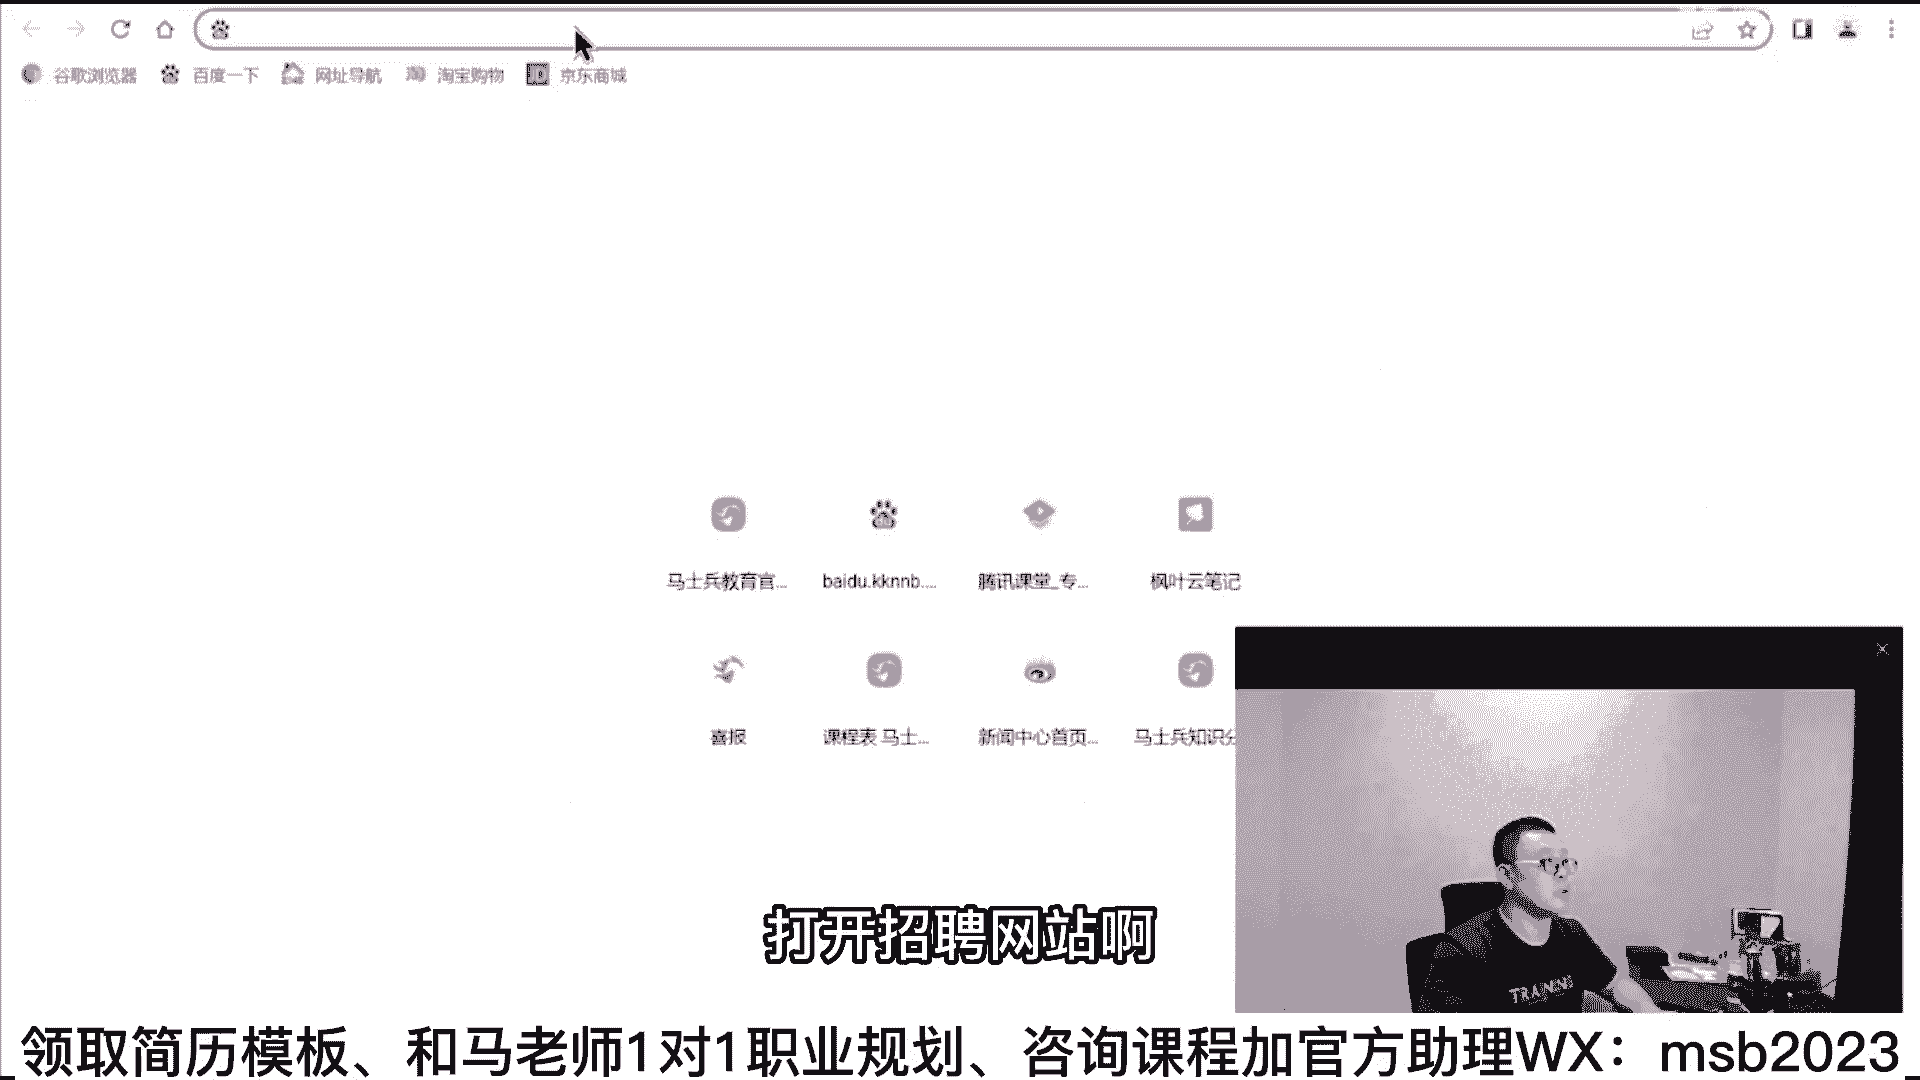 谷歌浏览器 百度一下 网址导航 淘宝购物 京东商城
马士兵教育官... baidu.kknnb.... 腾讯课堂_专... 枫叶云笔记
喜报 课程表 马士... 新闻中心首页... 马士兵知识分
打开招聘网站啊
TRAINING
_领取简历模板、和马老师1对1职业规划、咨询课程加官方助理WX：msb2023_